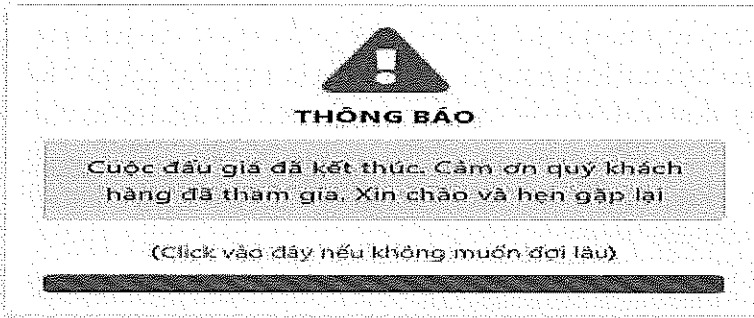 THÔNG BÁO
Cuộc đấu giá đã kết thúc. Cảm ơn quý khách
hàng đã tham gia. Xin chào và hẹn gặp lại
(Click vào đây nếu không muốn đợi lâu)